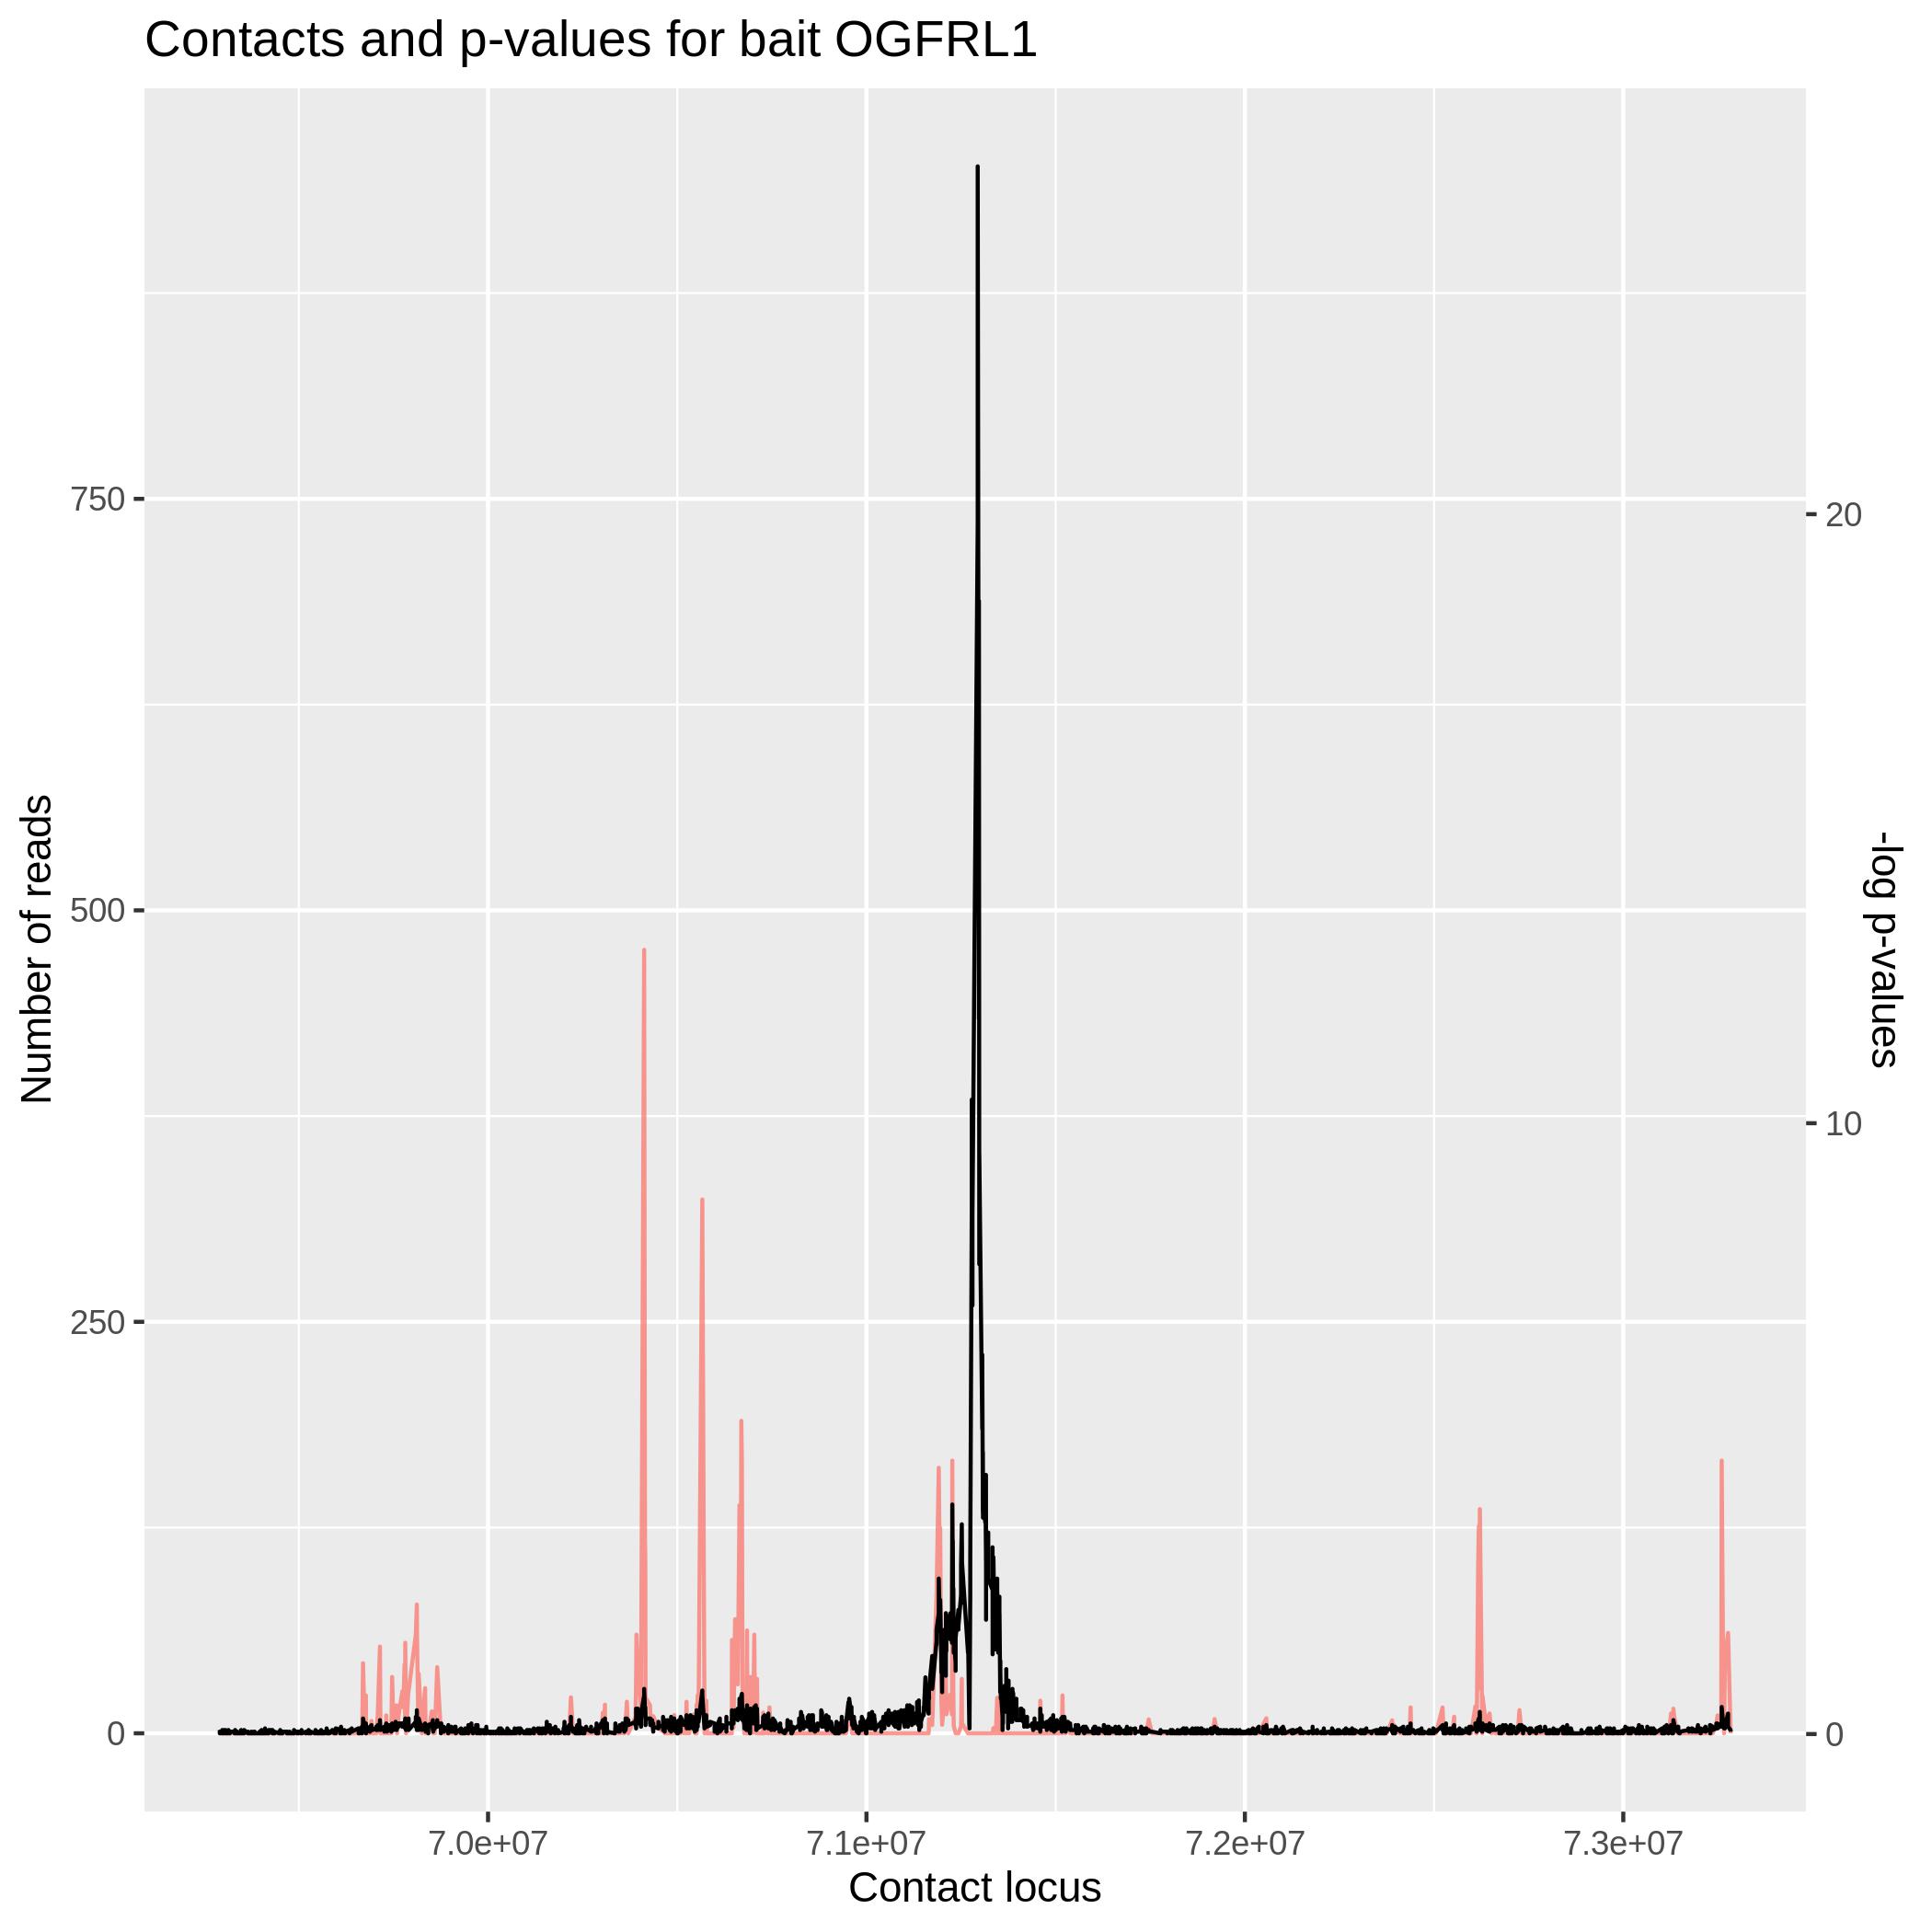 Contacts and p-values for bait OGFRL1
Number of reads
750
500
250
0
20
10
0
-log p-values
7.0e+07
7.1e+07
7.2e+07
7.3e+07
Contact locus